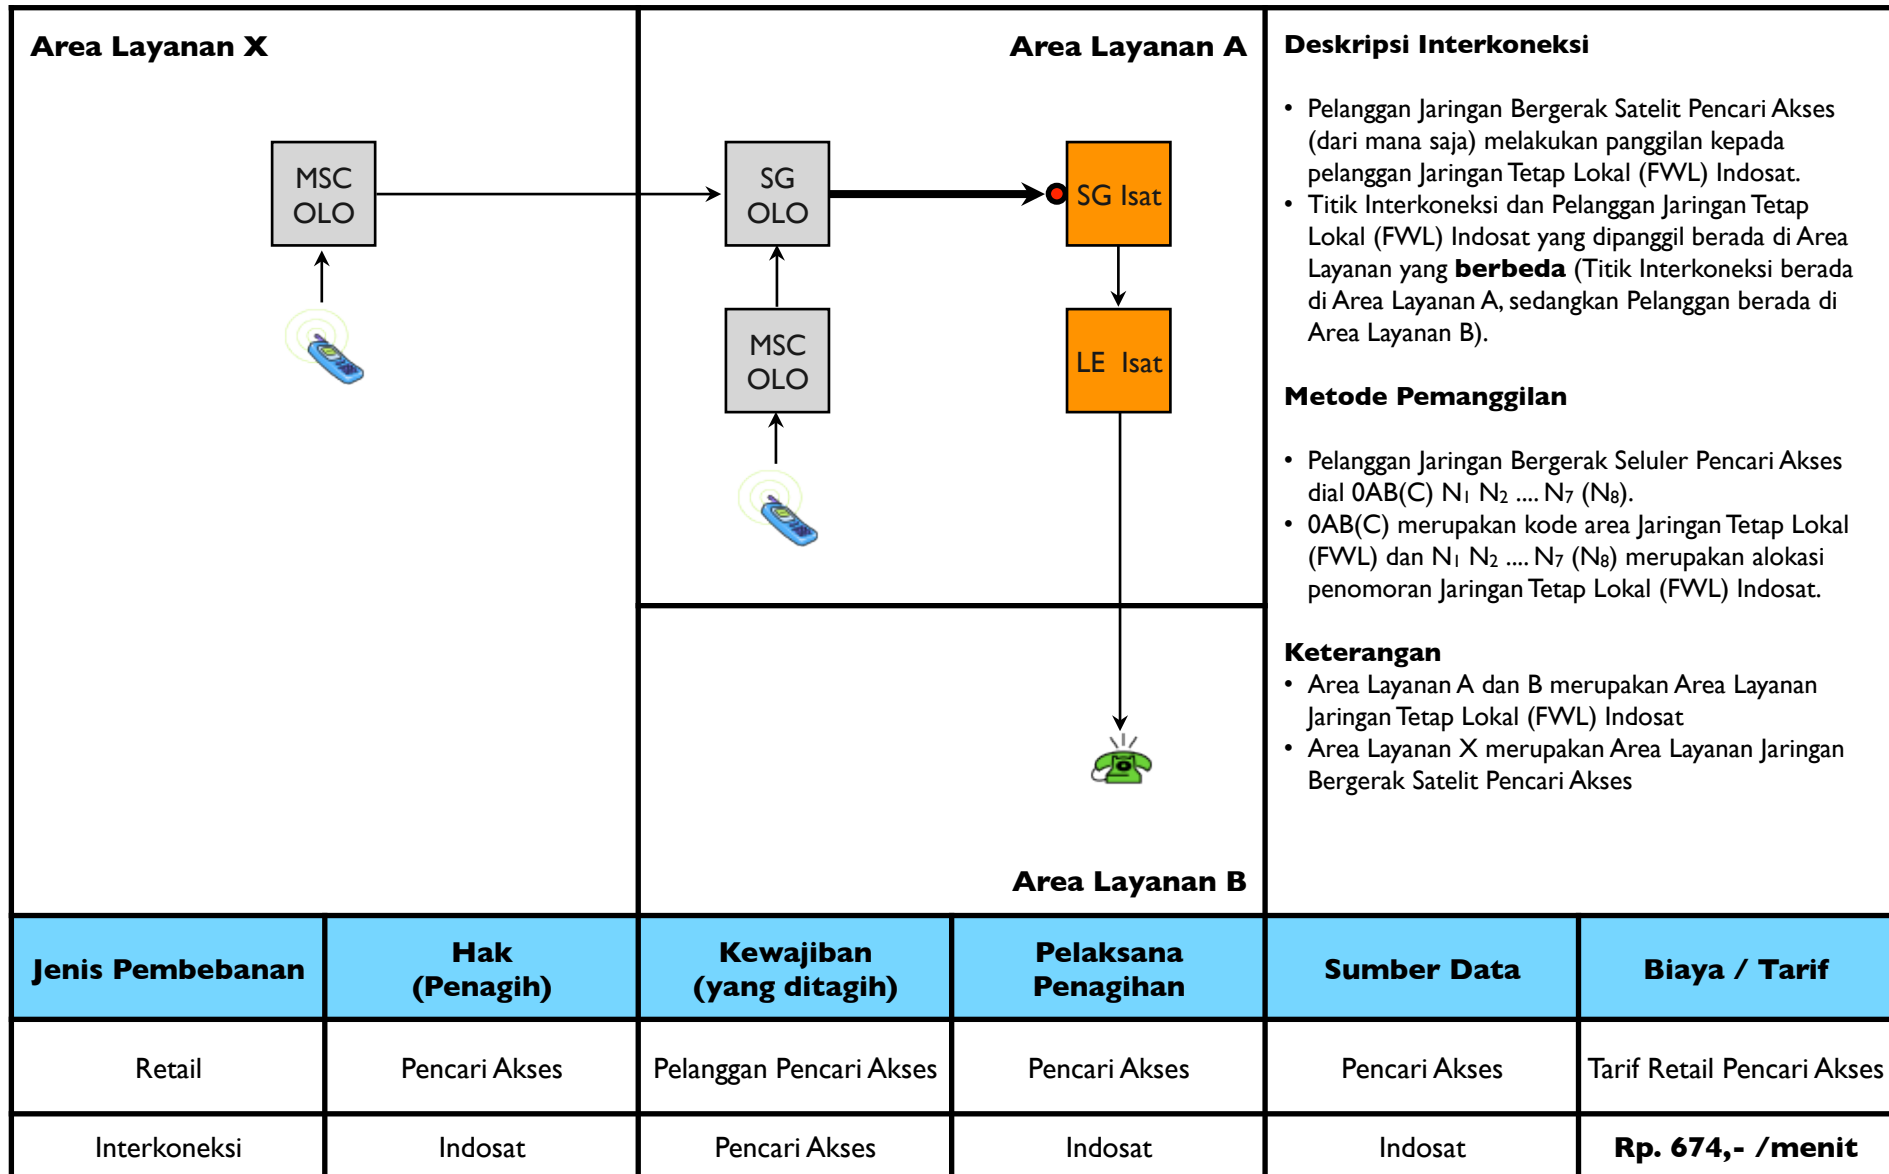 Area Layanan X
Area Layanan A
MSC
OLO
SG
OLO
SG Isat
MSC
OLO
LE Isat
Area Layanan B
Deskripsi Interkoneksi
• Pelanggan Jaringan Bergerak Satelit Pencari Akses
(dari mana saja) melakukan panggilan kepada
pelanggan Jaringan Tetap Lokal (FWL) Indosat.
• Titik Interkoneksi dan Pelanggan Jaringan Tetap
Lokal (FWL) Indosat yang dipanggil berada di Area
Layanan yang berbeda (Titik Interkoneksi berada
di Area Layanan A, sedangkan Pelanggan berada di
Area Layanan B).
Metode Pemanggilan
• Pelanggan Jaringan Bergerak Seluler Pencari Akses
dial 0AB(C) N₁ N₂ .... N₇ (N₈).
• 0AB(C) merupakan kode area Jaringan Tetap Lokal
(FWL) dan N₁ N₂ .... N₇ (N₈) merupakan alokasi
penomoran Jaringan Tetap Lokal (FWL) Indosat.
Keterangan
• Area Layanan A dan B merupakan Area Layanan
Jaringan Tetap Lokal (FWL) Indosat
• Area Layanan X merupakan Area Layanan Jaringan
Bergerak Satelit Pencari Akses
Jenis Pembebanan
Hak
(Penagih)
Kewajiban
(yang ditagih)
Pelaksana
Penagihan
Sumber Data
Biaya / Tarif
Retail
Pencari Akses
Pelanggan Pencari Akses
Pencari Akses
Pencari Akses
Tarif Retail Pencari Akses
Interkoneksi
Indosat
Pencari Akses
Indosat
Indosat
Rp. 674,- /menit